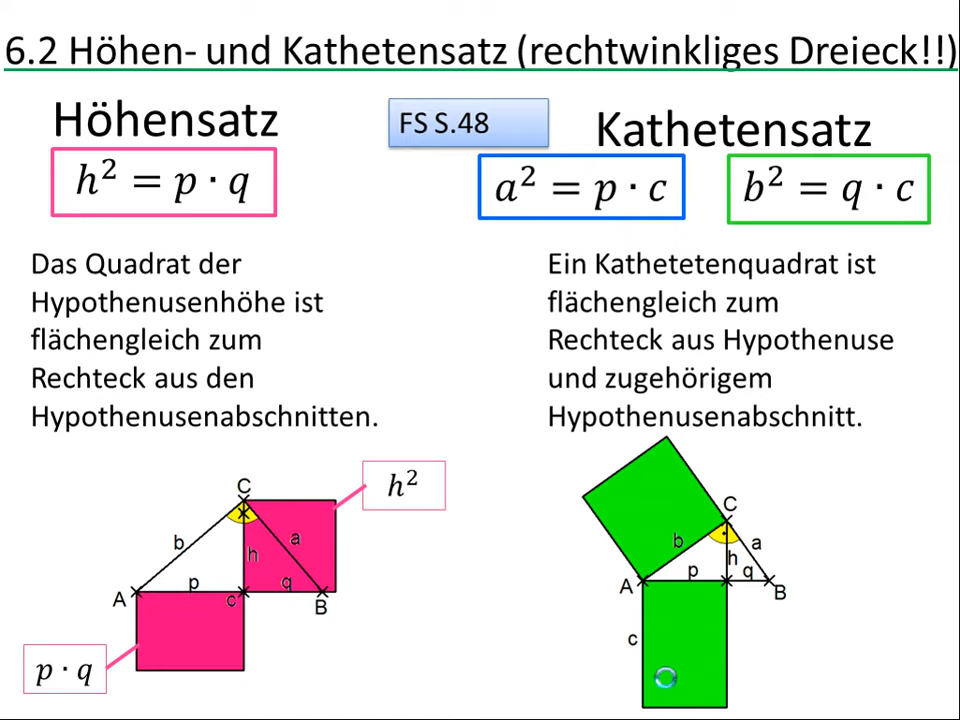 6.2 Höhen- und Kathetensatz (rechtwinkliges Dreieck!!)
Höhensatz
h² = p · q
FS S.48
Kathetensatz
a² = p · c
b² = q · c
Das Quadrat der
Hypothenusenhöhe ist
flächengleich zum
Rechteck aus den
Hypothenusenabschnitten.
Ein Kathetetenquadrat ist
flächengleich zum
Rechteck aus Hypothenuse
und zugehörigem
Hypothenusenabschnitt.
h²
C
b
a
h
p
q
A
c
B
p · q
C
b
a
h
p
q
A
B
c